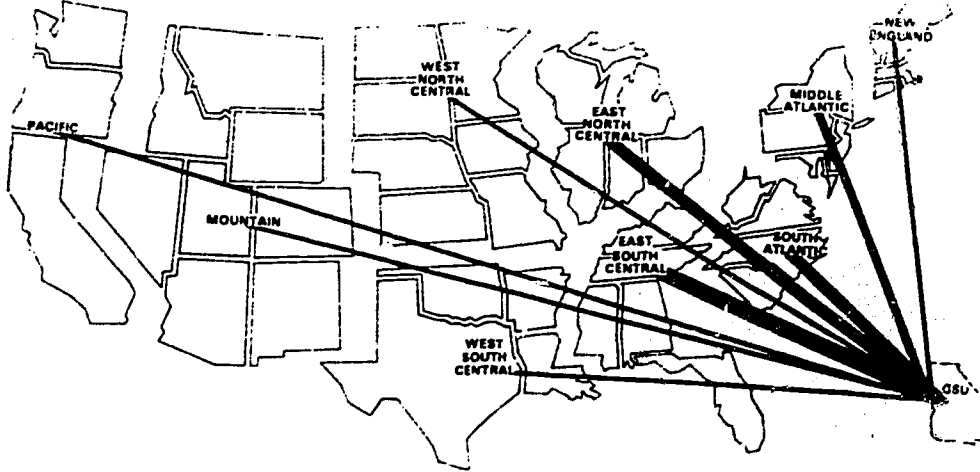 NEW
ENGLAND
WEST
NORTH
CENTRAL
MIDDLE
ATLANTIC
EAST
NORTH
CENTRAL
PACIFIC
MOUNTAIN
SOUTH
ATLANTIC
EAST
SOUTH
CENTRAL
WEST
SOUTH
CENTRAL
GSU